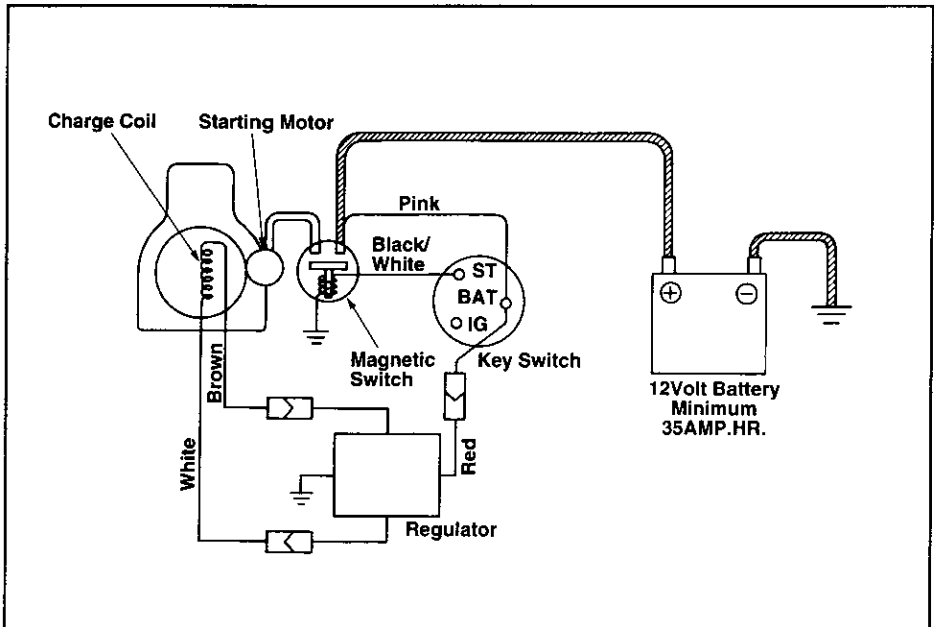 Charge Coil
Starting Motor
Pink
Black/
White
ST
BAT
IG
Magnetic
Switch
Key Switch
+
−
12Volt Battery
Minimum
35AMP.HR.
Brown
White
Red
Regulator